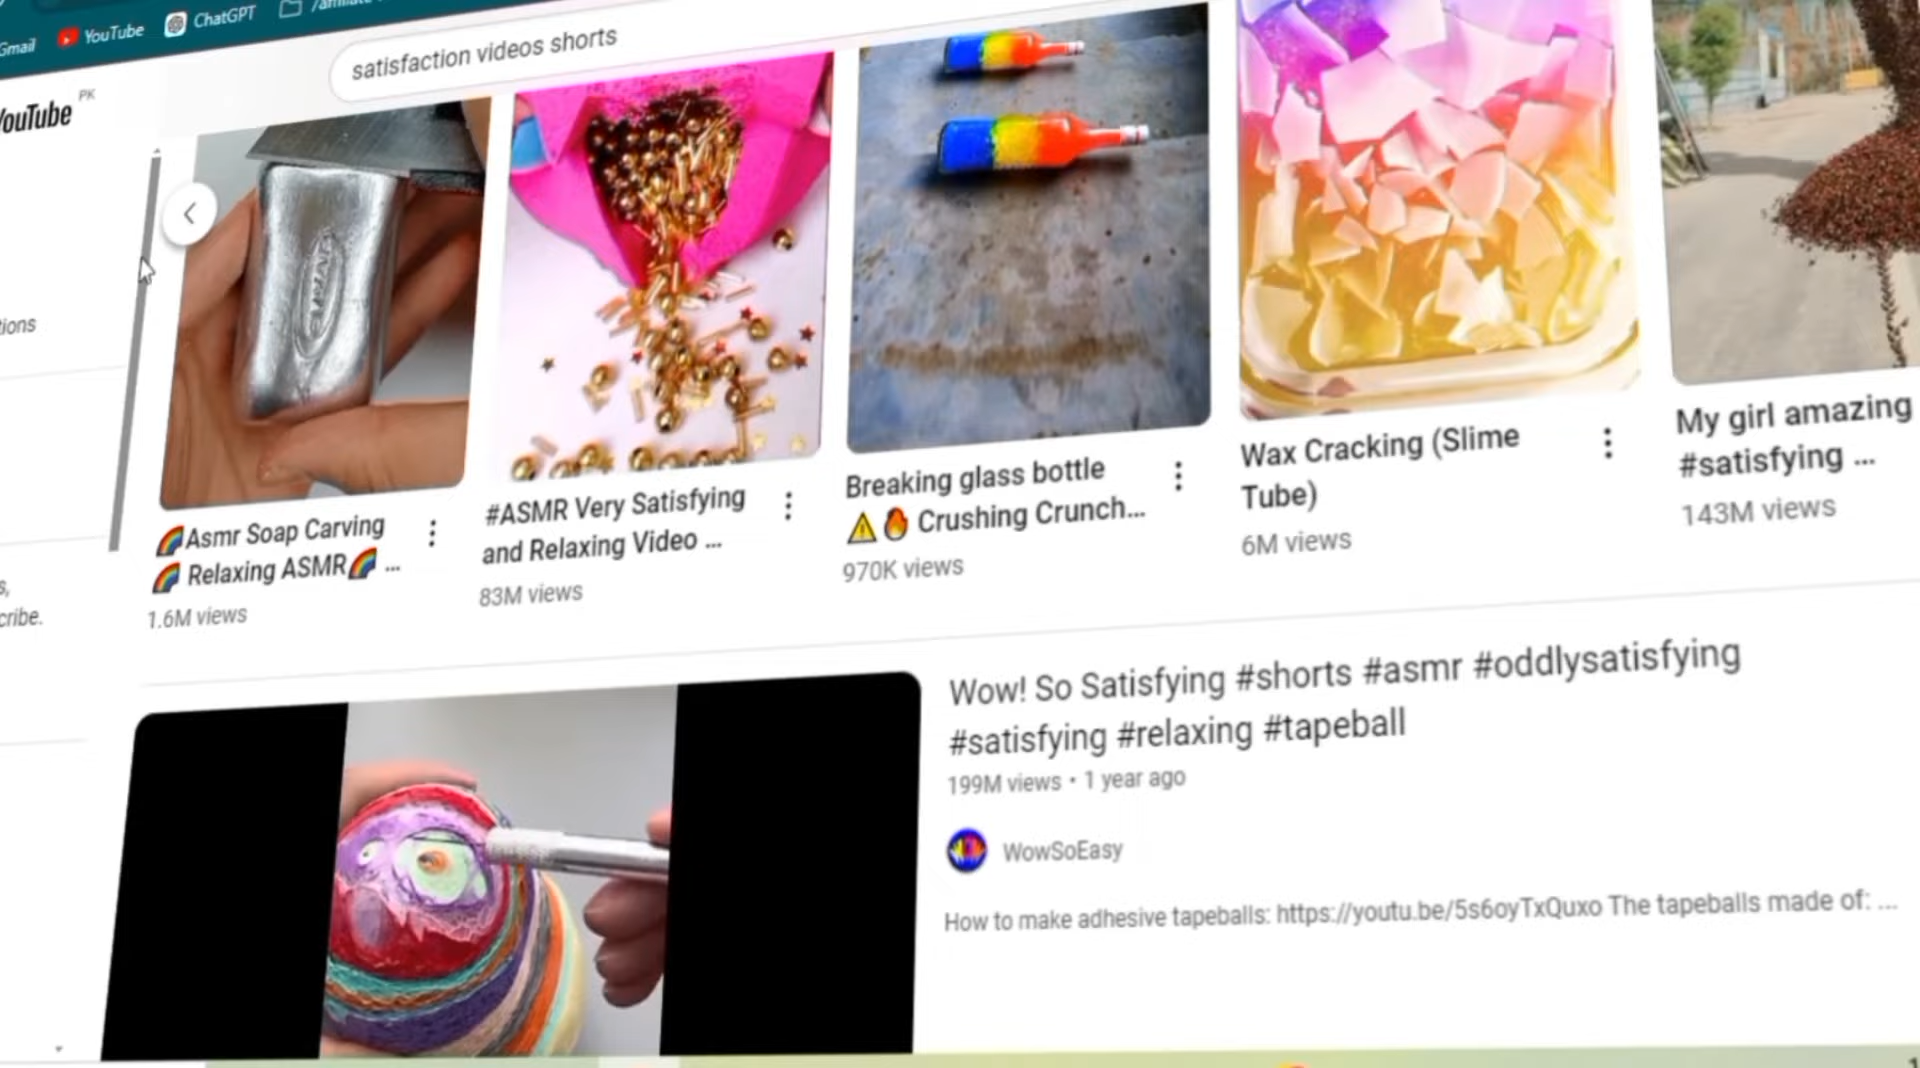 Gmail
YouTube
ChatGPT
satisfaction videos shorts
YouTube PK
tions
s,
cribe.
🌈Asmr Soap Carving
🌈 Relaxing ASMR🌈 ...
1.6M views
#ASMR Very Satisfying
and Relaxing Video ...
83M views
Breaking glass bottle
⚠️🔥 Crushing Crunch...
970K views
Wax Cracking (Slime
Tube)
6M views
My girl amazing
#satisfying ...
143M views
Wow! So Satisfying #shorts #asmr #oddlysatisfying
#satisfying #relaxing #tapeball
199M views • 1 year ago
WowSoEasy
How to make adhesive tapeballs: https://youtu.be/5s6oyTxQuxo The tapeballs made of: ...